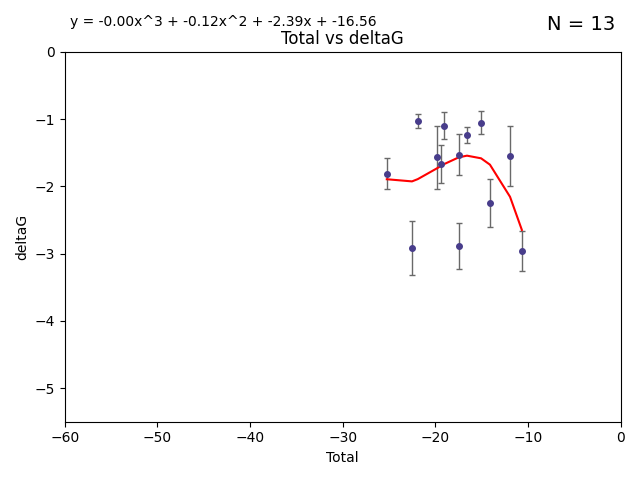 y = -0.00x^3 + -0.12x^2 + -2.39x + -16.56
N = 13
Total vs deltaG
deltaG
0
−1
−2
−3
−4
−5
−60 −50 −40 −30 −20 −10 0
Total